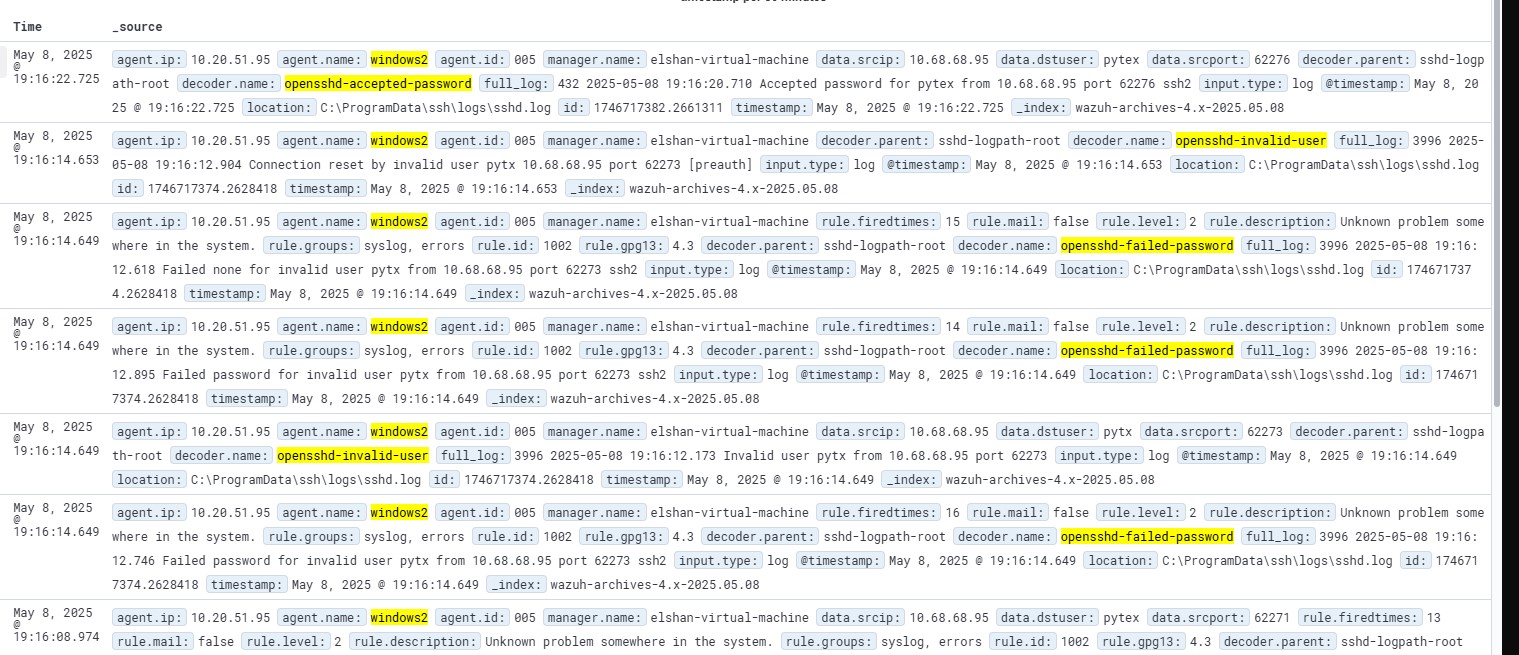 Time _source
May 8, 2025 @ 19:16:22.725
agent.ip: 10.20.51.95 agent.name: windows2 agent.id: 005 manager.name: elshan-virtual-machine data.srcip: 10.68.68.95 data.dstuser: pytex data.srcport: 62276 decoder.parent: sshd-logp
ath-root decoder.name: openssh-accepted-password full_log: 432 2025-05-08 19:16:20.710 Accepted password for pytex from 10.68.68.95 port 62276 ssh2 input.type: log @timestamp: May 8, 20
25 @ 19:16:22.725 location: C:\ProgramData\ssh\logs\sshd.log id: 1746717382.2661311 timestamp: May 8, 2025 @ 19:16:22.725 _index: wazuh-archives-4.x-2025.05.08
May 8, 2025 @ 19:16:14.653
agent.ip: 10.20.51.95 agent.name: windows2 agent.id: 005 manager.name: elshan-virtual-machine decoder.parent: sshd-logpath-root decoder.name: openssh-invalid-user full_log: 3996 2025-
05-08 19:16:12.904 Connection reset by invalid user pytx 10.68.68.95 port 62273 [preauth] input.type: log @timestamp: May 8, 2025 @ 19:16:14.653 location: C:\ProgramData\ssh\logs\sshd.log
id: 1746717374.2628418 timestamp: May 8, 2025 @ 19:16:14.653 _index: wazuh-archives-4.x-2025.05.08
May 8, 2025 @ 19:16:14.649
agent.ip: 10.20.51.95 agent.name: windows2 agent.id: 005 manager.name: elshan-virtual-machine rule.firedtimes: 15 rule.mail: false rule.level: 2 rule.description: Unknown problem some
where in the system. rule.groups: syslog, errors rule.id: 1002 rule.gpg13: 4.3 decoder.parent: sshd-logpath-root decoder.name: openssh-failed-password full_log: 3996 2025-05-08 19:16:
12.618 Failed none for invalid user pytx from 10.68.68.95 port 62273 ssh2 input.type: log @timestamp: May 8, 2025 @ 19:16:14.649 location: C:\ProgramData\ssh\logs\sshd.log id: 174671737
4.2628418 timestamp: May 8, 2025 @ 19:16:14.649 _index: wazuh-archives-4.x-2025.05.08
May 8, 2025 @ 19:16:14.649
agent.ip: 10.20.51.95 agent.name: windows2 agent.id: 005 manager.name: elshan-virtual-machine rule.firedtimes: 14 rule.mail: false rule.level: 2 rule.description: Unknown problem some
where in the system. rule.groups: syslog, errors rule.id: 1002 rule.gpg13: 4.3 decoder.parent: sshd-logpath-root decoder.name: openssh-failed-password full_log: 3996 2025-05-08 19:16:
12.895 Failed password for invalid user pytx from 10.68.68.95 port 62273 ssh2 input.type: log @timestamp: May 8, 2025 @ 19:16:14.649 location: C:\ProgramData\ssh\logs\sshd.log id: 174671
7374.2628418 timestamp: May 8, 2025 @ 19:16:14.649 _index: wazuh-archives-4.x-2025.05.08
May 8, 2025 @ 19:16:14.649
agent.ip: 10.20.51.95 agent.name: windows2 agent.id: 005 manager.name: elshan-virtual-machine data.srcip: 10.68.68.95 data.dstuser: pytx data.srcport: 62273 decoder.parent: sshd-logpa
th-root decoder.name: openssh-invalid-user full_log: 3996 2025-05-08 19:16:12.173 Invalid user pytx from 10.68.68.95 port 62273 input.type: log @timestamp: May 8, 2025 @ 19:16:14.649
location: C:\ProgramData\ssh\logs\sshd.log id: 1746717374.2628418 timestamp: May 8, 2025 @ 19:16:14.649 _index: wazuh-archives-4.x-2025.05.08
May 8, 2025 @ 19:16:14.649
agent.ip: 10.20.51.95 agent.name: windows2 agent.id: 005 manager.name: elshan-virtual-machine rule.firedtimes: 16 rule.mail: false rule.level: 2 rule.description: Unknown problem some
where in the system. rule.groups: syslog, errors rule.id: 1002 rule.gpg13: 4.3 decoder.parent: sshd-logpath-root decoder.name: openssh-failed-password full_log: 3996 2025-05-08 19:16:
12.746 Failed password for invalid user pytx from 10.68.68.95 port 62273 ssh2 input.type: log @timestamp: May 8, 2025 @ 19:16:14.649 location: C:\ProgramData\ssh\logs\sshd.log id: 174671
7374.2628418 timestamp: May 8, 2025 @ 19:16:14.649 _index: wazuh-archives-4.x-2025.05.08
May 8, 2025 @ 19:16:08.974
agent.ip: 10.20.51.95 agent.name: windows2 agent.id: 005 manager.name: elshan-virtual-machine data.srcip: 10.68.68.95 data.dstuser: pytex data.srcport: 62271 rule.firedtimes: 13
rule.mail: false rule.level: 2 rule.description: Unknown problem somewhere in the system. rule.groups: syslog, errors rule.id: 1002 rule.gpg13: 4.3 decoder.parent: sshd-logpath-root